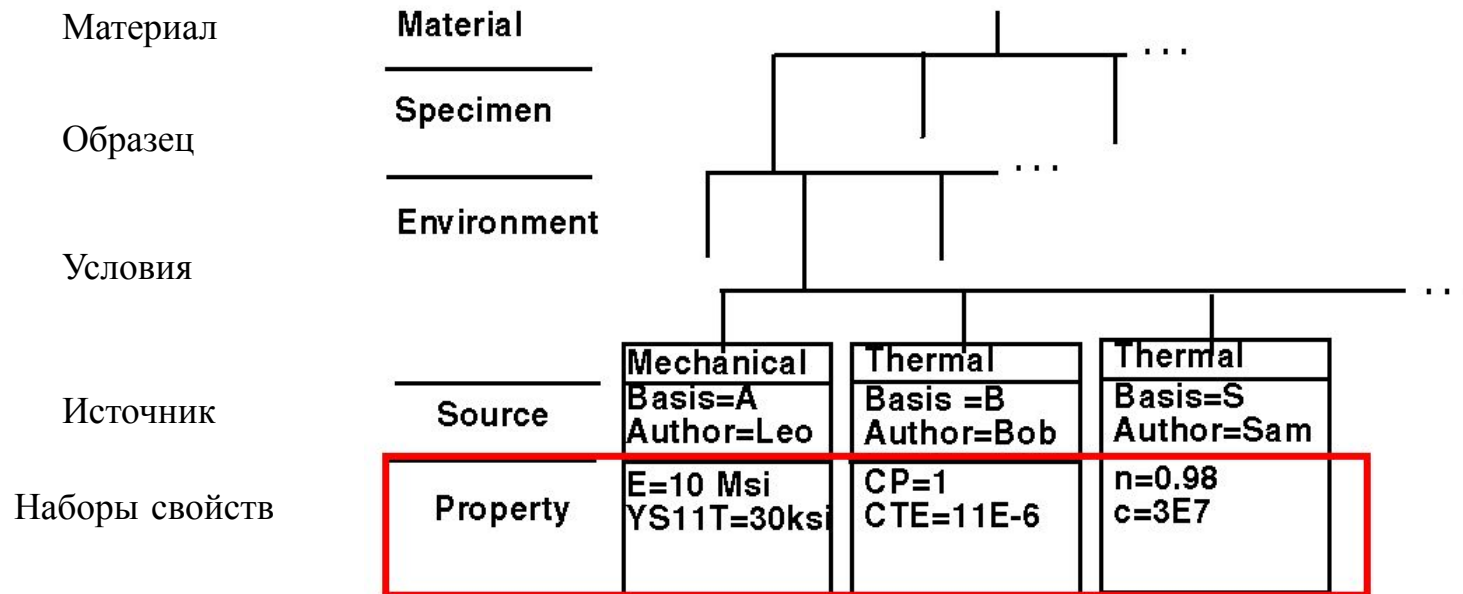 Материал
Material
. . .
Specimen
Образец
. . .
Environment
Условия
. .
Mechanical
Thermal
Thermal
Источник
Source
Basis=A
Author=Leo
Basis =B
Author=Bob
Basis=S
Author=Sam
Наборы свойств
Property
E=10 Msi
YS11T=30ksi
CP=1
CTE=11E-6
n=0.98
c=3E7